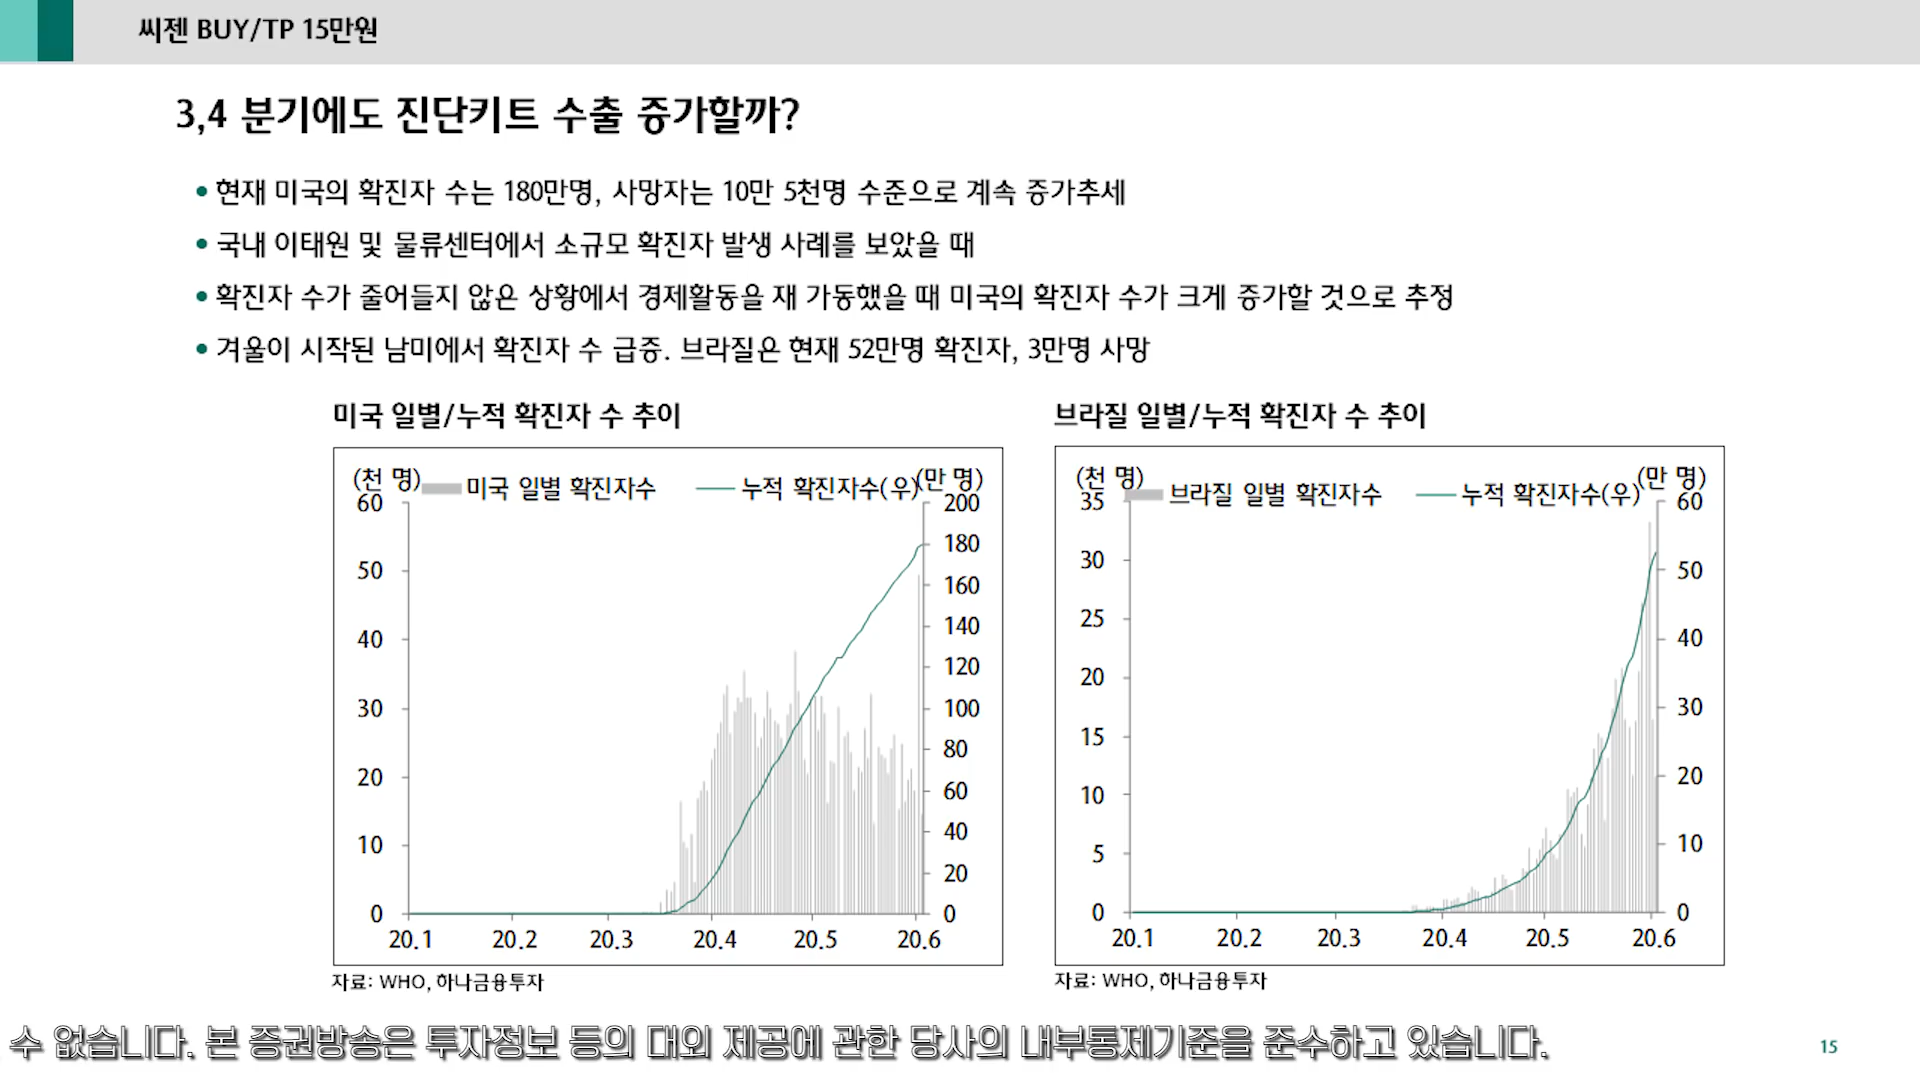 씨젠 BUY/TP 15만원
3,4 분기에도 진단키트 수출 증가할까?
• 현재 미국의 확진자 수는 180만명, 사망자는 10만 5천명 수준으로 계속 증가추세
• 국내 이태원 및 물류센터에서 소규모 확진자 발생 사례를 보았을 때
• 확진자 수가 줄어들지 않은 상황에서 경제활동을 재 가동했을 때 미국의 확진자 수가 크게 증가할 것으로 추정
• 겨울이 시작된 남미에서 확진자 수 급증. 브라질은 현재 52만명 확진자, 3만명 사망
미국 일별/누적 확진자 수 추이
(천 명) 미국 일별 확진자수 누적 확진자수(우) (만 명)
60 200
180
50 160
40 140
120
30 100
80
20 60
10 40
20
0 0
20.1 20.2 20.3 20.4 20.5 20.6
자료: WHO, 하나금융투자
브라질 일별/누적 확진자 수 추이
(천 명) 브라질 일별 확진자수 누적 확진자수(우) (만 명)
35 60
30 50
25 40
20
15 30
10 20
5 10
0 0
20.1 20.2 20.3 20.4 20.5 20.6
자료: WHO, 하나금융투자
수 없습니다. 본 증권방송은 투자정보 등의 대외 제공에 관한 당사의 내부통제기준을 준수하고 있습니다.
15